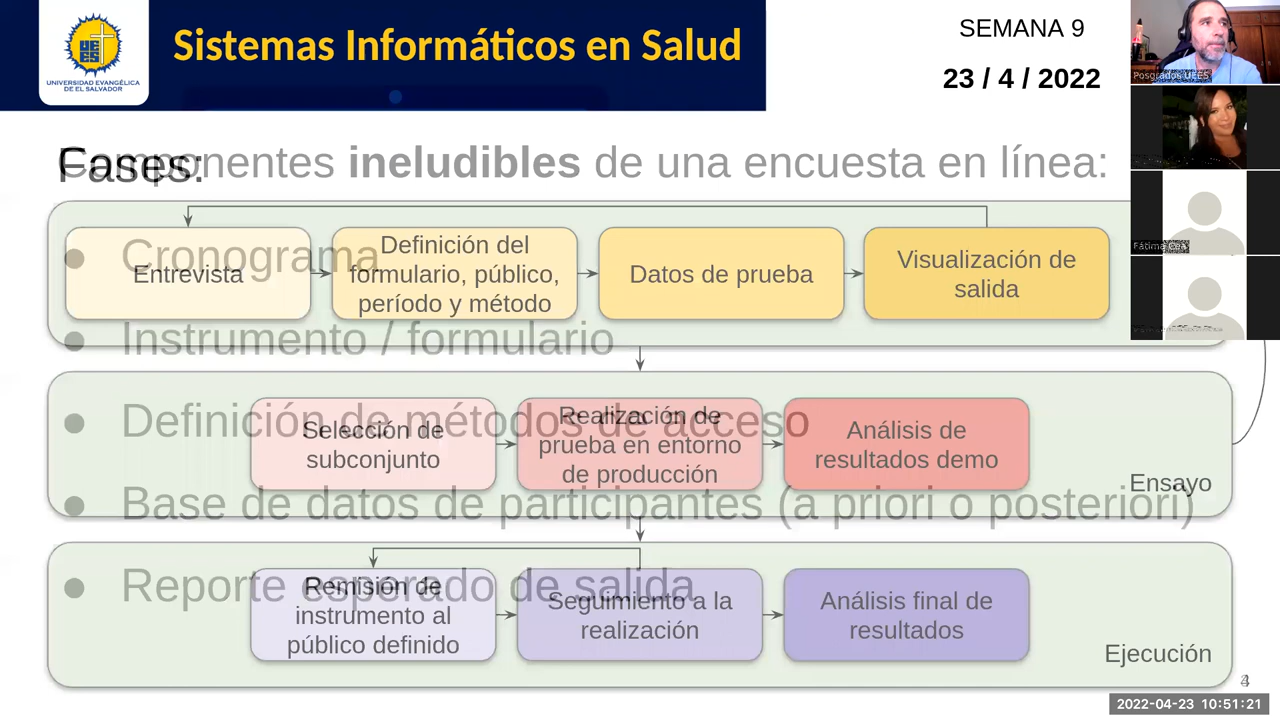 Sistemas Informáticos en Salud
UNIVERSIDAD EVANGÉLICA
DE EL SALVADOR
SEMANA 9
23 / 4 / 2022
Posgrados UEES
Fases:
Componentes ineludibles de una encuesta en línea:
● Cronograma
● Instrumento / formulario
● Definición de métodos de acceso
● Base de datos de participantes (a priori o posteriori)
● Reporte esperado de salida
Entrevista
Definición del
formulario, público,
período y método
Datos de prueba
Visualización de
salida
Selección de
subconjunto
Realización de
prueba en entorno
de producción
Análisis de
resultados demo
Ensayo
Remisión de
instrumento al
público definido
Seguimiento a la
realización
Análisis final de
resultados
Ejecución
2022-04-23 10:51:21